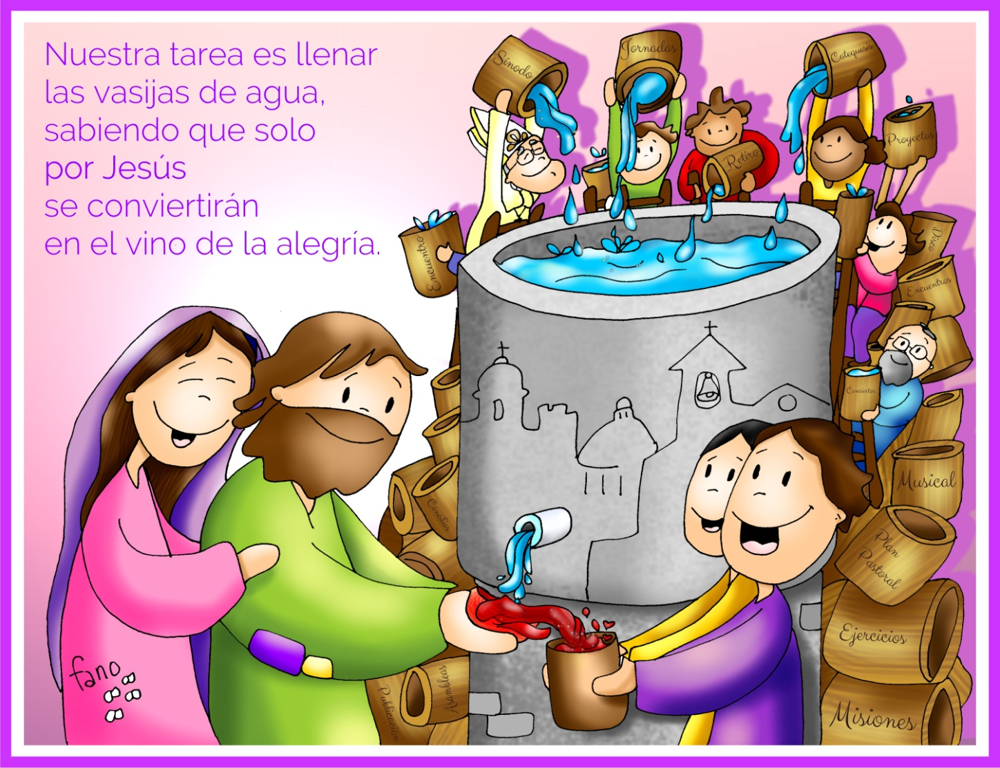 Nuestra tarea es llenar
las vasijas de agua,
sabiendo que solo
por Jesús
se conviertirán
en el vino de la alegría.
Sínodo
Jornadas
Catequesis
Retiro
Proyectos
Encuentro
Disco
Encuentros
Conciertos
Musical
Concilios
Plan
Pastoral
Ejercicios
Misiones
Asambleas
Publicación
fano